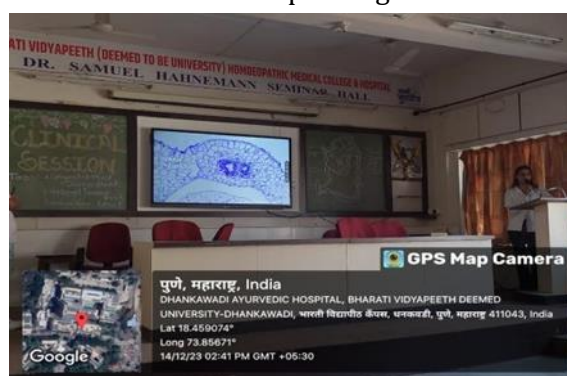 ATI VIDYAPEETH (DEEMED TO BE UNIVERSITY) HOMOEOPATHIC MEDICAL COLLEGE & HOSPITAL
DR. SAMUEL HAHNEMANN SEMINAR HALL
CLINICAL
SESSION
GPS Map Camera
पुणे, महाराष्ट्र, India
DHANKAWADI AYURVEDIC HOSPITAL, BHARATI VIDYAPEETH DEEMED
UNIVERSITY-DHANKAWADI, भारती विद्यापीठ कैंपस, धनकवडी, पुणे, महाराष्ट्र 411043, India
Lat 18.459074°
Long 73.85671°
14/12/23 02:41 PM GMT +05:30
Google